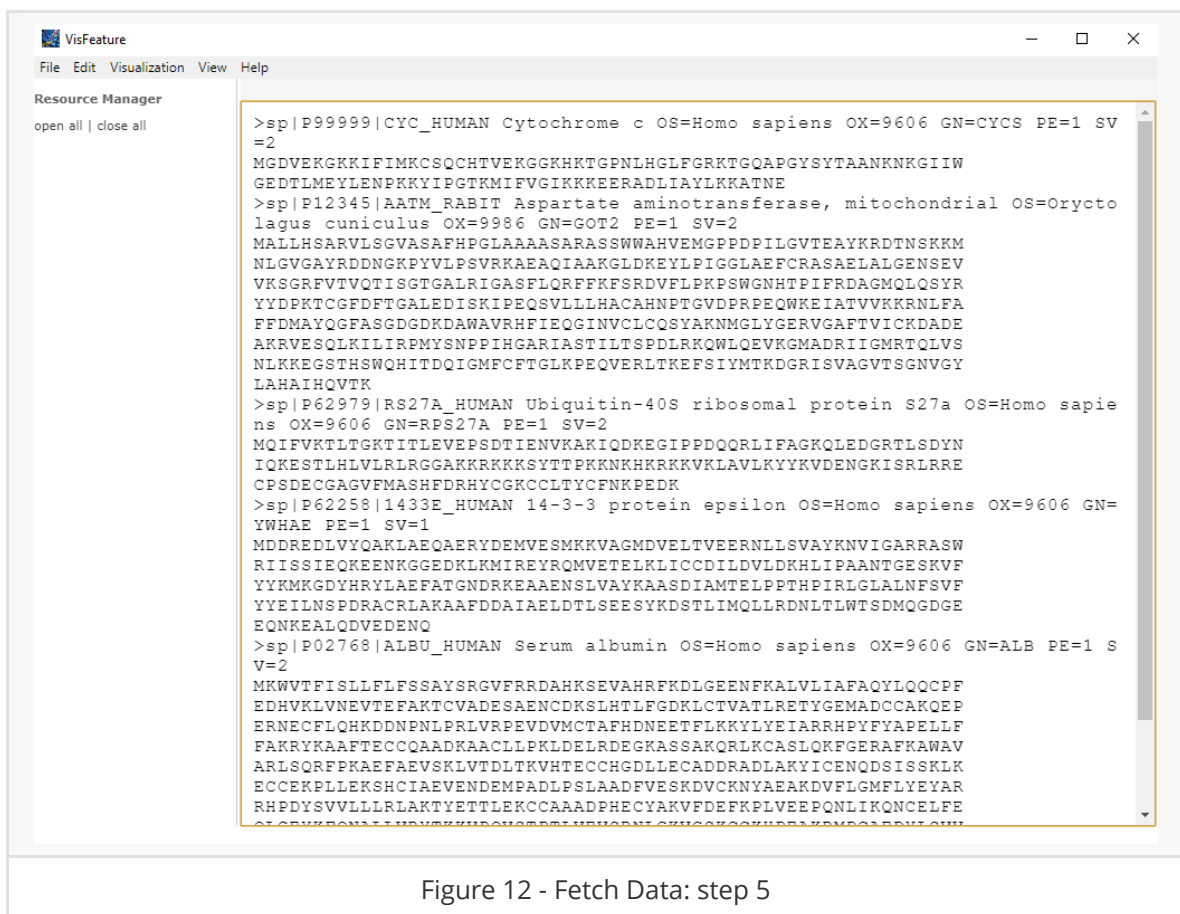 VisFeature
File Edit Visualization View Help
Resource Manager
open all | close all
>sp|P99999|CYC_HUMAN Cytochrome c OS=Homo sapiens OX=9606 GN=CYCS PE=1 SV
=2
MGDVEKGKKIFIMKCSQCHTVEKGGKHKTGPNLHGLFGRKTGQAPGYSYTAANKNKGIIW
GEDTLMEYLENPKKYIPGTKMIFVGIKKKEERADLIAYLKKATNE
>sp|P12345|AATM_RABIT Aspartate aminotransferase, mitochondrial OS=Orycto
lagus cuniculus OX=9986 GN=GOT2 PE=1 SV=2
MALLHSARVLSGVASAFHPGLAAAASARASSWWAHVEMGPPDPILGVTEAYKRDTNSKKM
NLGVGAYRDDNGKPYVLPSVRKAEAQIAAKGLDKEYLPIGGLAEFCRASAELALGENSEV
VKSGRFVTVQTISGTGALRIGASFLQRFFKFSRDVFLPKPSWGNHTPIFRDAGMQLQSYR
YYDPKTCGFDFTGALEDISKIPEQSVLLLHACAHNPTGVDPRPEQWKEIATVVKKRNLFA
FFDMAYQGFASGDGDKDAWAVRHFIEQGINVCLCQSYAKNMGLYGERVGAFTVICKDADE
AKRVESQLKILIRPMYSNPPIHGARIASTILTSPDLRKQWLQEVKGMADRIIGMRTQLVS
NLKKEGSTHSWQHITDQIGMFCFTGLKPEQVERLTKEFSIYMTKDGRISVAGVTSGNVGY
LAHAIHQVTK
>sp|P62979|RS27A_HUMAN Ubiquitin-40S ribosomal protein S27a OS=Homo sapie
ns OX=9606 GN=RPS27A PE=1 SV=2
MQIFVKTLTGKTITLEVEPSDTIENVKAKIQDKEGIPPDQQRLIFAGKQLEDGRTLSDYN
IQKESTLHLVLRLRGGAKKRKKKSYTTPKKNKHKRKKVKLAVLKYYKVDENGKISRLRRE
CPSDECGAGVFMASHFDRHYCGKCCLTYCFNKPEDK
>sp|P62258|1433E_HUMAN 14-3-3 protein epsilon OS=Homo sapiens OX=9606 GN=
YWHAE PE=1 SV=1
MDDREDLVYQAKLAEQAERYDEMVESMKKVAGMDVELTVEERNLLSVAYKNVIGARRASW
RIISSIEQKEENKGGEDKLKMIREYRQMVETELKLICCDILDVLDKHLIPAANTGESKVF
YYKMKGDYHRYLAEFATGNDRKEAAENSLVAYKAASDIAMTELPPTHPIRLGLALNFSVF
YYEILNSPDRACRLAKAAFDDAIAELDTLSEESYKDSTLIMQLLRDNLTLWTSDMQGDGE
EQNKEALQDVEDENQ
>sp|P02768|ALBU_HUMAN Serum albumin OS=Homo sapiens OX=9606 GN=ALB PE=1 S
V=2
MKWVTFISLLFLFSSAYSRGVFRRDAHKSEVAHRFKDLGEENFKALVLIAFAQYLQQCPF
EDHVKLVNEVTEFAKTCVADESAENCDKSLHTLFGDKLCTVATLRETYGEMADCCAKQEP
ERNECFLQHKDDNPNLPRLVRPEVDVMCTAFHDNEETFLKKYLYEIARRHPYFYAPELLF
FAKRYKAAFTECCQAADKAACLLPKLDELRDEGKASSAKQRLKCASLQKFGERAFKAWAV
ARLSQRFPKAEFAEVSKLVTDLTKVHTECCHGDLLECADDRADLAKYICENQDSISSKLK
ECCEKPLLEKSHCIAEVENDEMPADLPSLAADFVESKDVCKNYAEAKDVFLGMFLYEYAR
RHPDYSVVLLLRLAKTYETTLEKCCAAADPHECYAKVFDEFKPLVEEPQNLIKQNCELFE
Figure 12 - Fetch Data: step 5